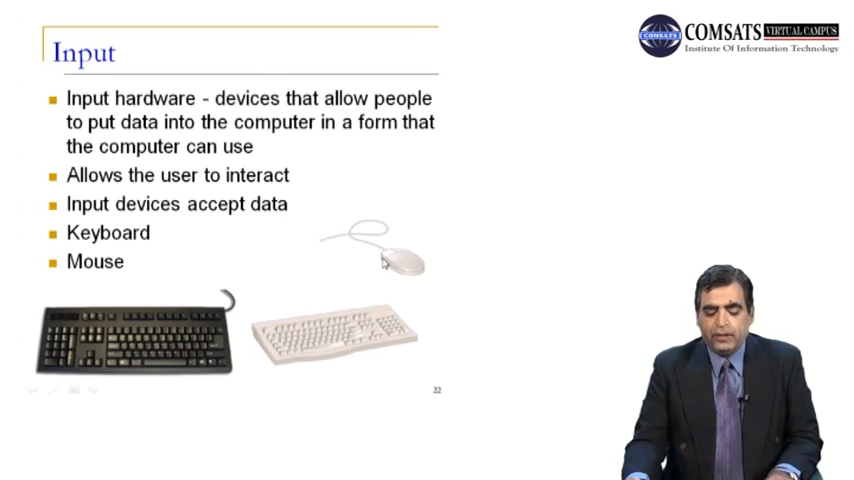 Input
Input hardware - devices that allow people
to put data into the computer in a form that
the computer can use
Allows the user to interact
Input devices accept data
Keyboard
Mouse
22
COMSATS
COMSATS VIRTUAL CAMPUS
Institute Of Information Technology